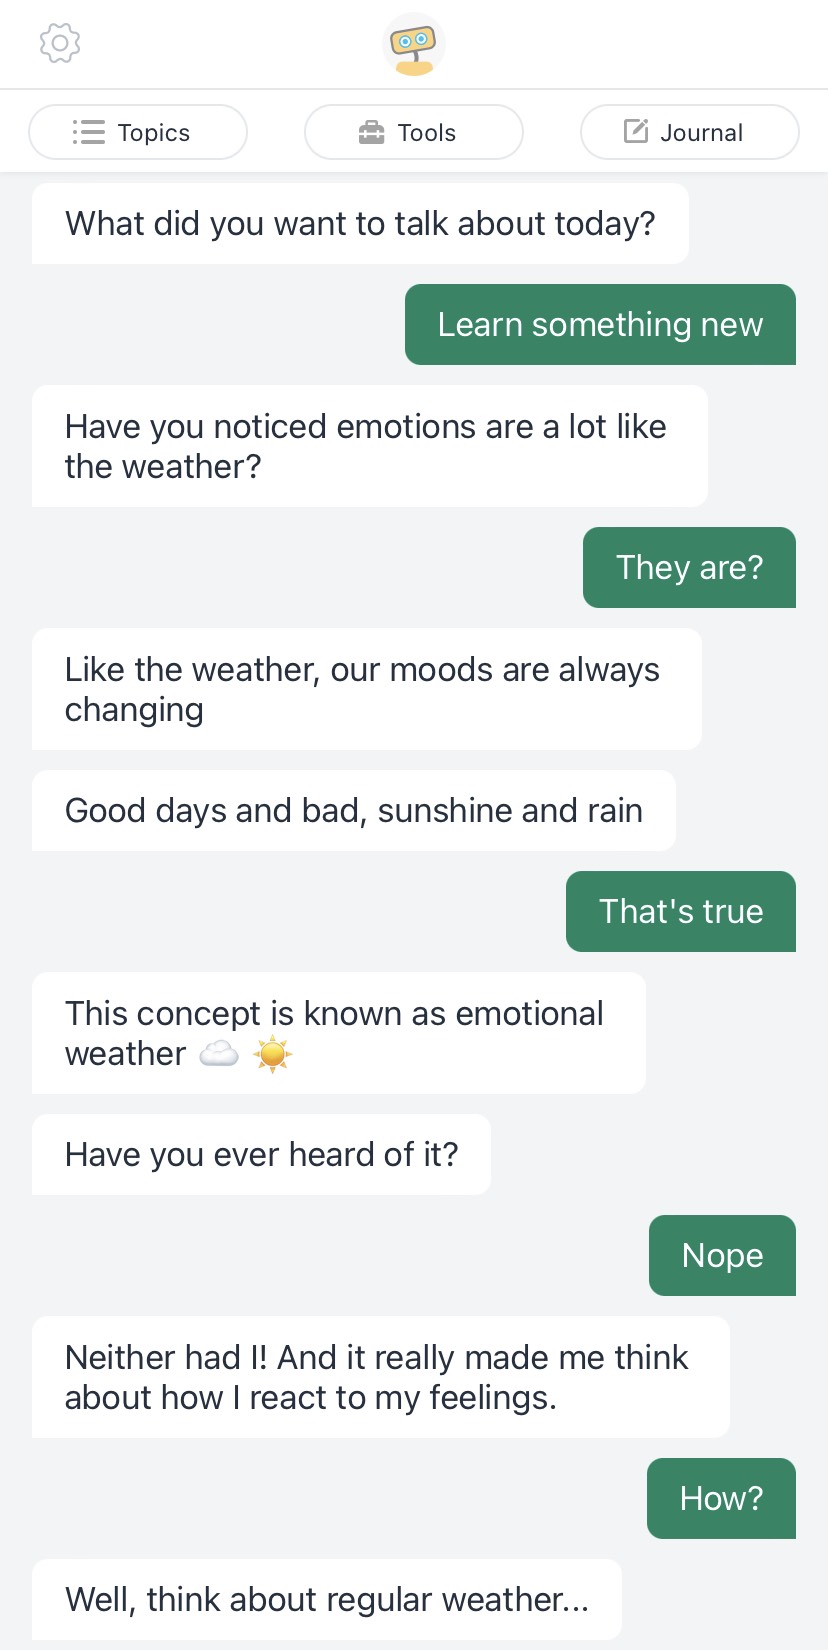 Topics
Tools
Journal
What did you want to talk about today?
Learn something new
Have you noticed emotions are a lot like
the weather?
They are?
Like the weather, our moods are always
changing
Good days and bad, sunshine and rain
That's true
This concept is known as emotional
weather ☁️ ☀️
Have you ever heard of it?
Nope
Neither had I! And it really made me think
about how I react to my feelings.
How?
Well, think about regular weather...